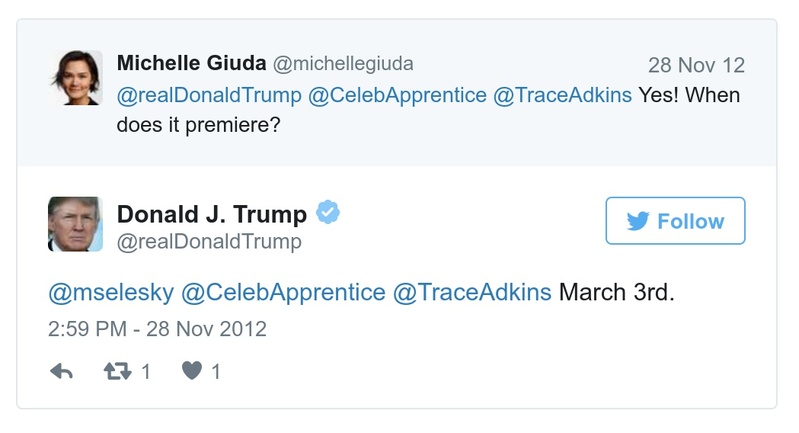 Michelle Giuda @michellegiuda 28 Nov 12
@realDonaldTrump @CelebApprentice @TraceAdkins Yes! When
does it premiere?
Donald J. Trump
@realDonaldTrump
Follow
@mselesky @CelebApprentice @TraceAdkins March 3rd.
2:59 PM - 28 Nov 2012
1 1